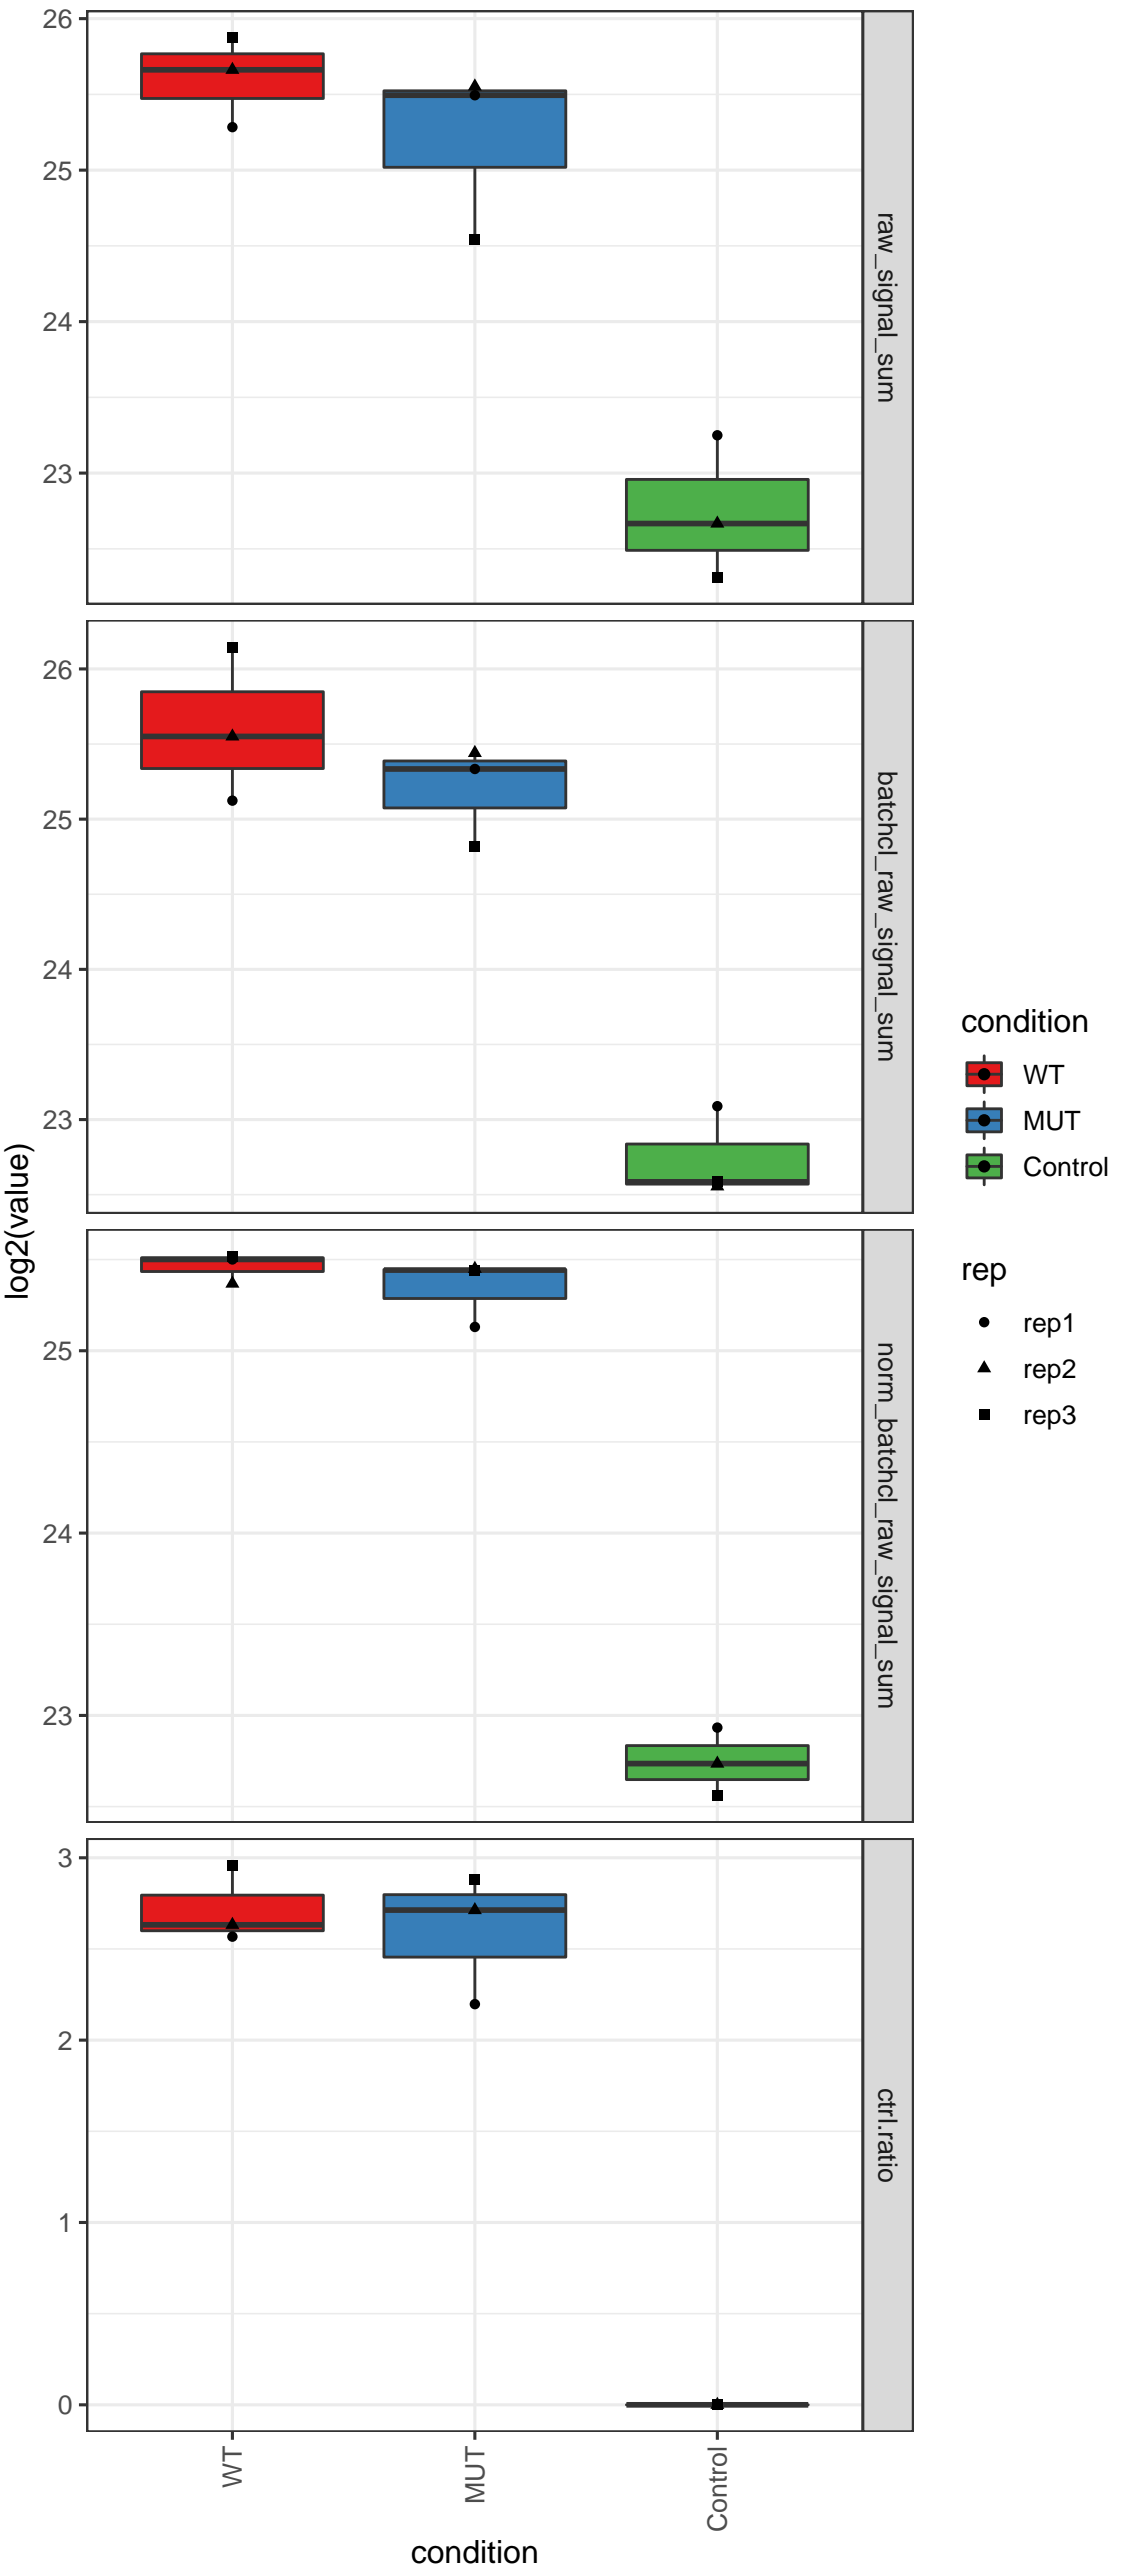 log2(value)
26
25
24
23
raw_signal_sum
26
25
24
23
batchcl_raw_signal_sum
25
24
23
norm_batchcl_raw_signal_sum
3
2
1
0
ctrl.ratio
WT
MUT
Control
condition
condition
WT
MUT
Control
rep
rep1
rep2
rep3